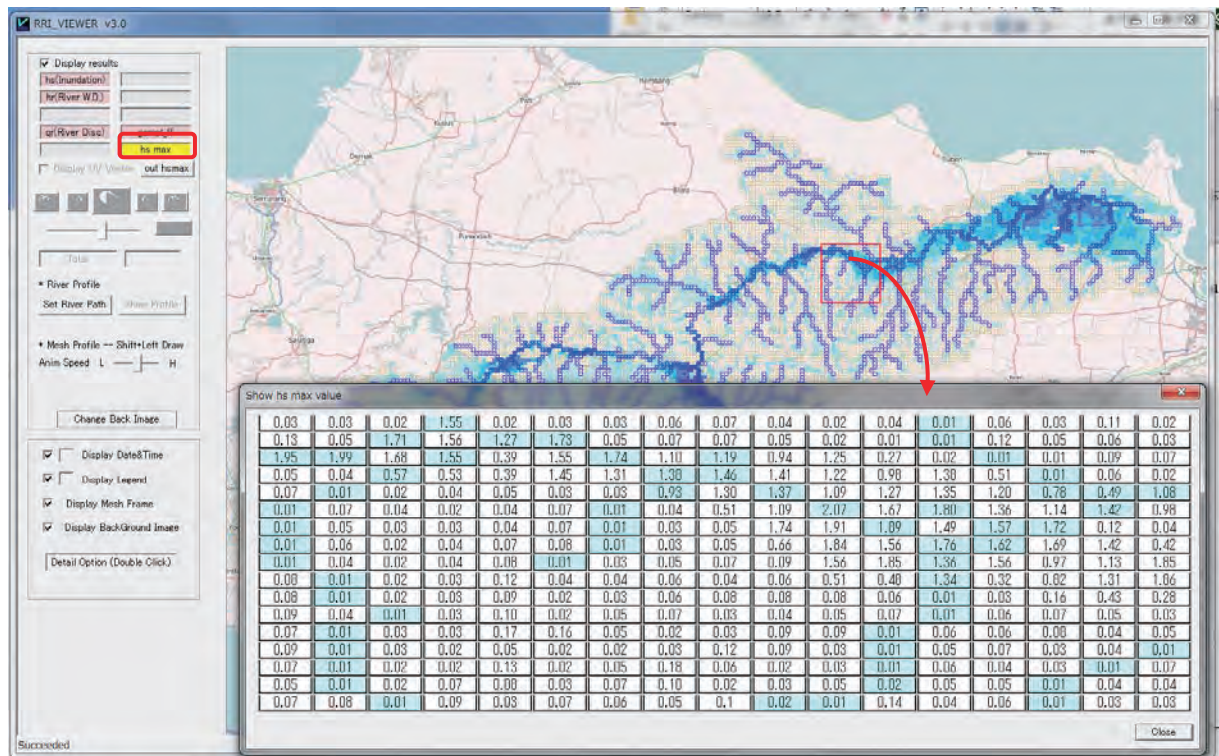 RRI_VIEWER v3.0
Display results
hs(Inundation)
hr(River W.D.)
qr(River Disc)
hs max
Display UV Vector out hsmax
Total
* River Profile
Set River Path Show Profile
* Mesh Profile -- Shift+Left Draw
Anim Speed L H
Change Back Image
Display Date&Time
Display Legend
Display Mesh Frame
Display BackGround Image
Detail Option (Double Click)
Succeeded
Kudus
Demak
Semarang
Rembang
Blora
Purwodadi
Salatiga
Tuban
Show hs max value
0.03 0.03 0.02 1.55 0.02 0.03 0.03 0.06 0.07 0.04 0.02 0.04 0.01 0.06 0.03 0.11 0.02
0.13 0.05 1.71 1.56 1.27 1.73 0.05 0.07 0.07 0.05 0.02 0.01 0.01 0.12 0.05 0.06 0.03
1.95 1.99 1.68 1.55 0.39 1.55 1.74 1.10 1.19 0.94 1.25 0.27 0.02 0.01 0.01 0.09 0.07
0.05 0.04 0.57 0.53 0.39 1.45 1.31 1.38 1.46 1.41 1.22 0.98 1.38 0.51 0.01 0.06 0.02
0.07 0.01 0.02 0.04 0.05 0.03 0.03 0.93 1.30 1.37 1.09 1.27 1.35 1.20 0.78 0.49 1.08
0.01 0.07 0.04 0.02 0.04 0.07 0.01 0.04 0.51 1.09 2.07 1.67 1.80 1.36 1.14 1.42 0.98
0.01 0.05 0.03 0.03 0.04 0.07 0.01 0.03 0.05 1.74 1.91 1.09 1.49 1.57 1.72 0.12 0.04
0.01 0.06 0.02 0.04 0.07 0.08 0.01 0.03 0.05 0.66 1.84 1.56 1.76 1.62 1.69 1.42 0.42
0.01 0.04 0.02 0.04 0.08 0.01 0.03 0.05 0.07 0.09 1.56 1.85 1.36 1.56 0.97 1.13 1.85
0.08 0.01 0.02 0.03 0.12 0.04 0.04 0.06 0.04 0.06 0.51 0.48 1.34 0.32 0.82 1.31 1.86
0.08 0.01 0.02 0.03 0.09 0.02 0.03 0.06 0.08 0.08 0.08 0.06 0.01 0.03 0.16 0.43 0.28
0.09 0.04 0.01 0.03 0.10 0.02 0.05 0.07 0.03 0.04 0.05 0.07 0.01 0.06 0.07 0.05 0.03
0.07 0.01 0.03 0.03 0.17 0.16 0.05 0.02 0.03 0.09 0.09 0.01 0.06 0.06 0.08 0.04 0.05
0.09 0.01 0.03 0.02 0.05 0.02 0.02 0.03 0.12 0.09 0.03 0.01 0.05 0.07 0.03 0.04 0.01
0.07 0.01 0.02 0.02 0.13 0.02 0.05 0.18 0.06 0.02 0.03 0.01 0.06 0.04 0.03 0.01 0.07
0.05 0.01 0.02 0.07 0.08 0.03 0.07 0.10 0.02 0.03 0.05 0.02 0.05 0.05 0.01 0.04 0.04
0.07 0.08 0.01 0.09 0.03 0.07 0.06 0.05 0.1 0.02 0.01 0.14 0.04 0.06 0.01 0.03 0.03
Close